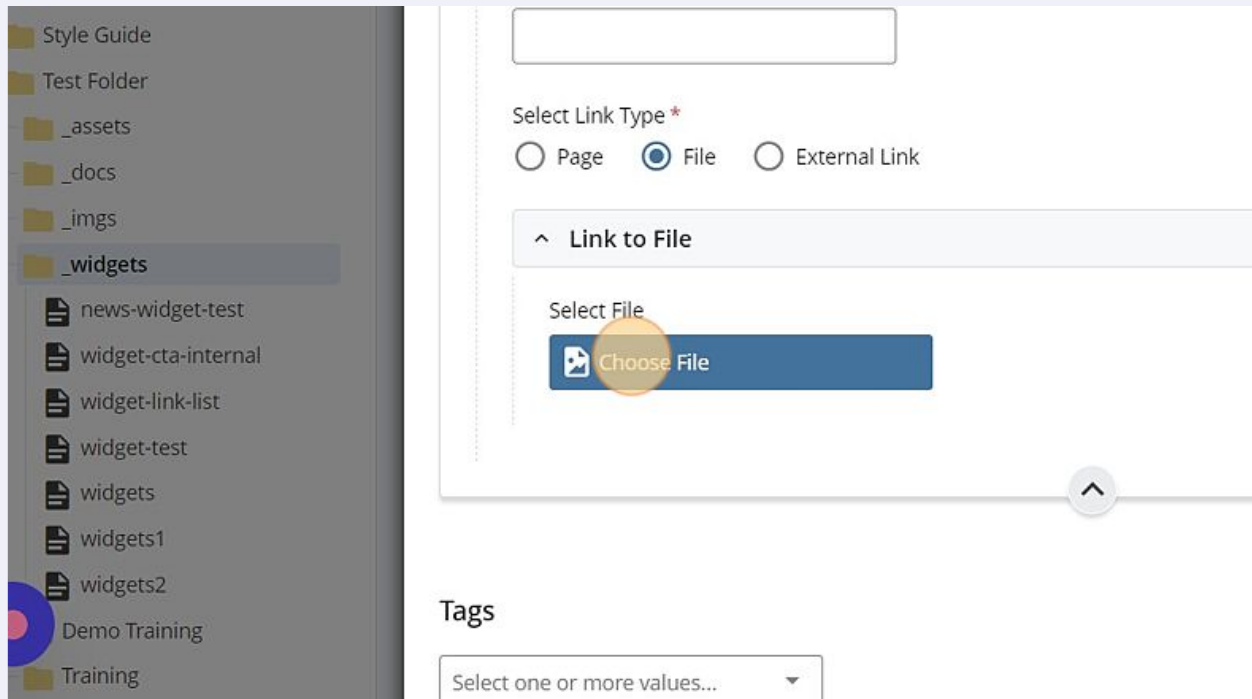 Style Guide
Test Folder
_assets
_docs
_imgs
_widgets
news-widget-test
widget-cta-internal
widget-link-list
widget-test
widgets
widgets1
widgets2
Demo Training
Training
Select Link Type *
Page File External Link
Link to File
Select File
Choose File
Tags
Select one or more values...